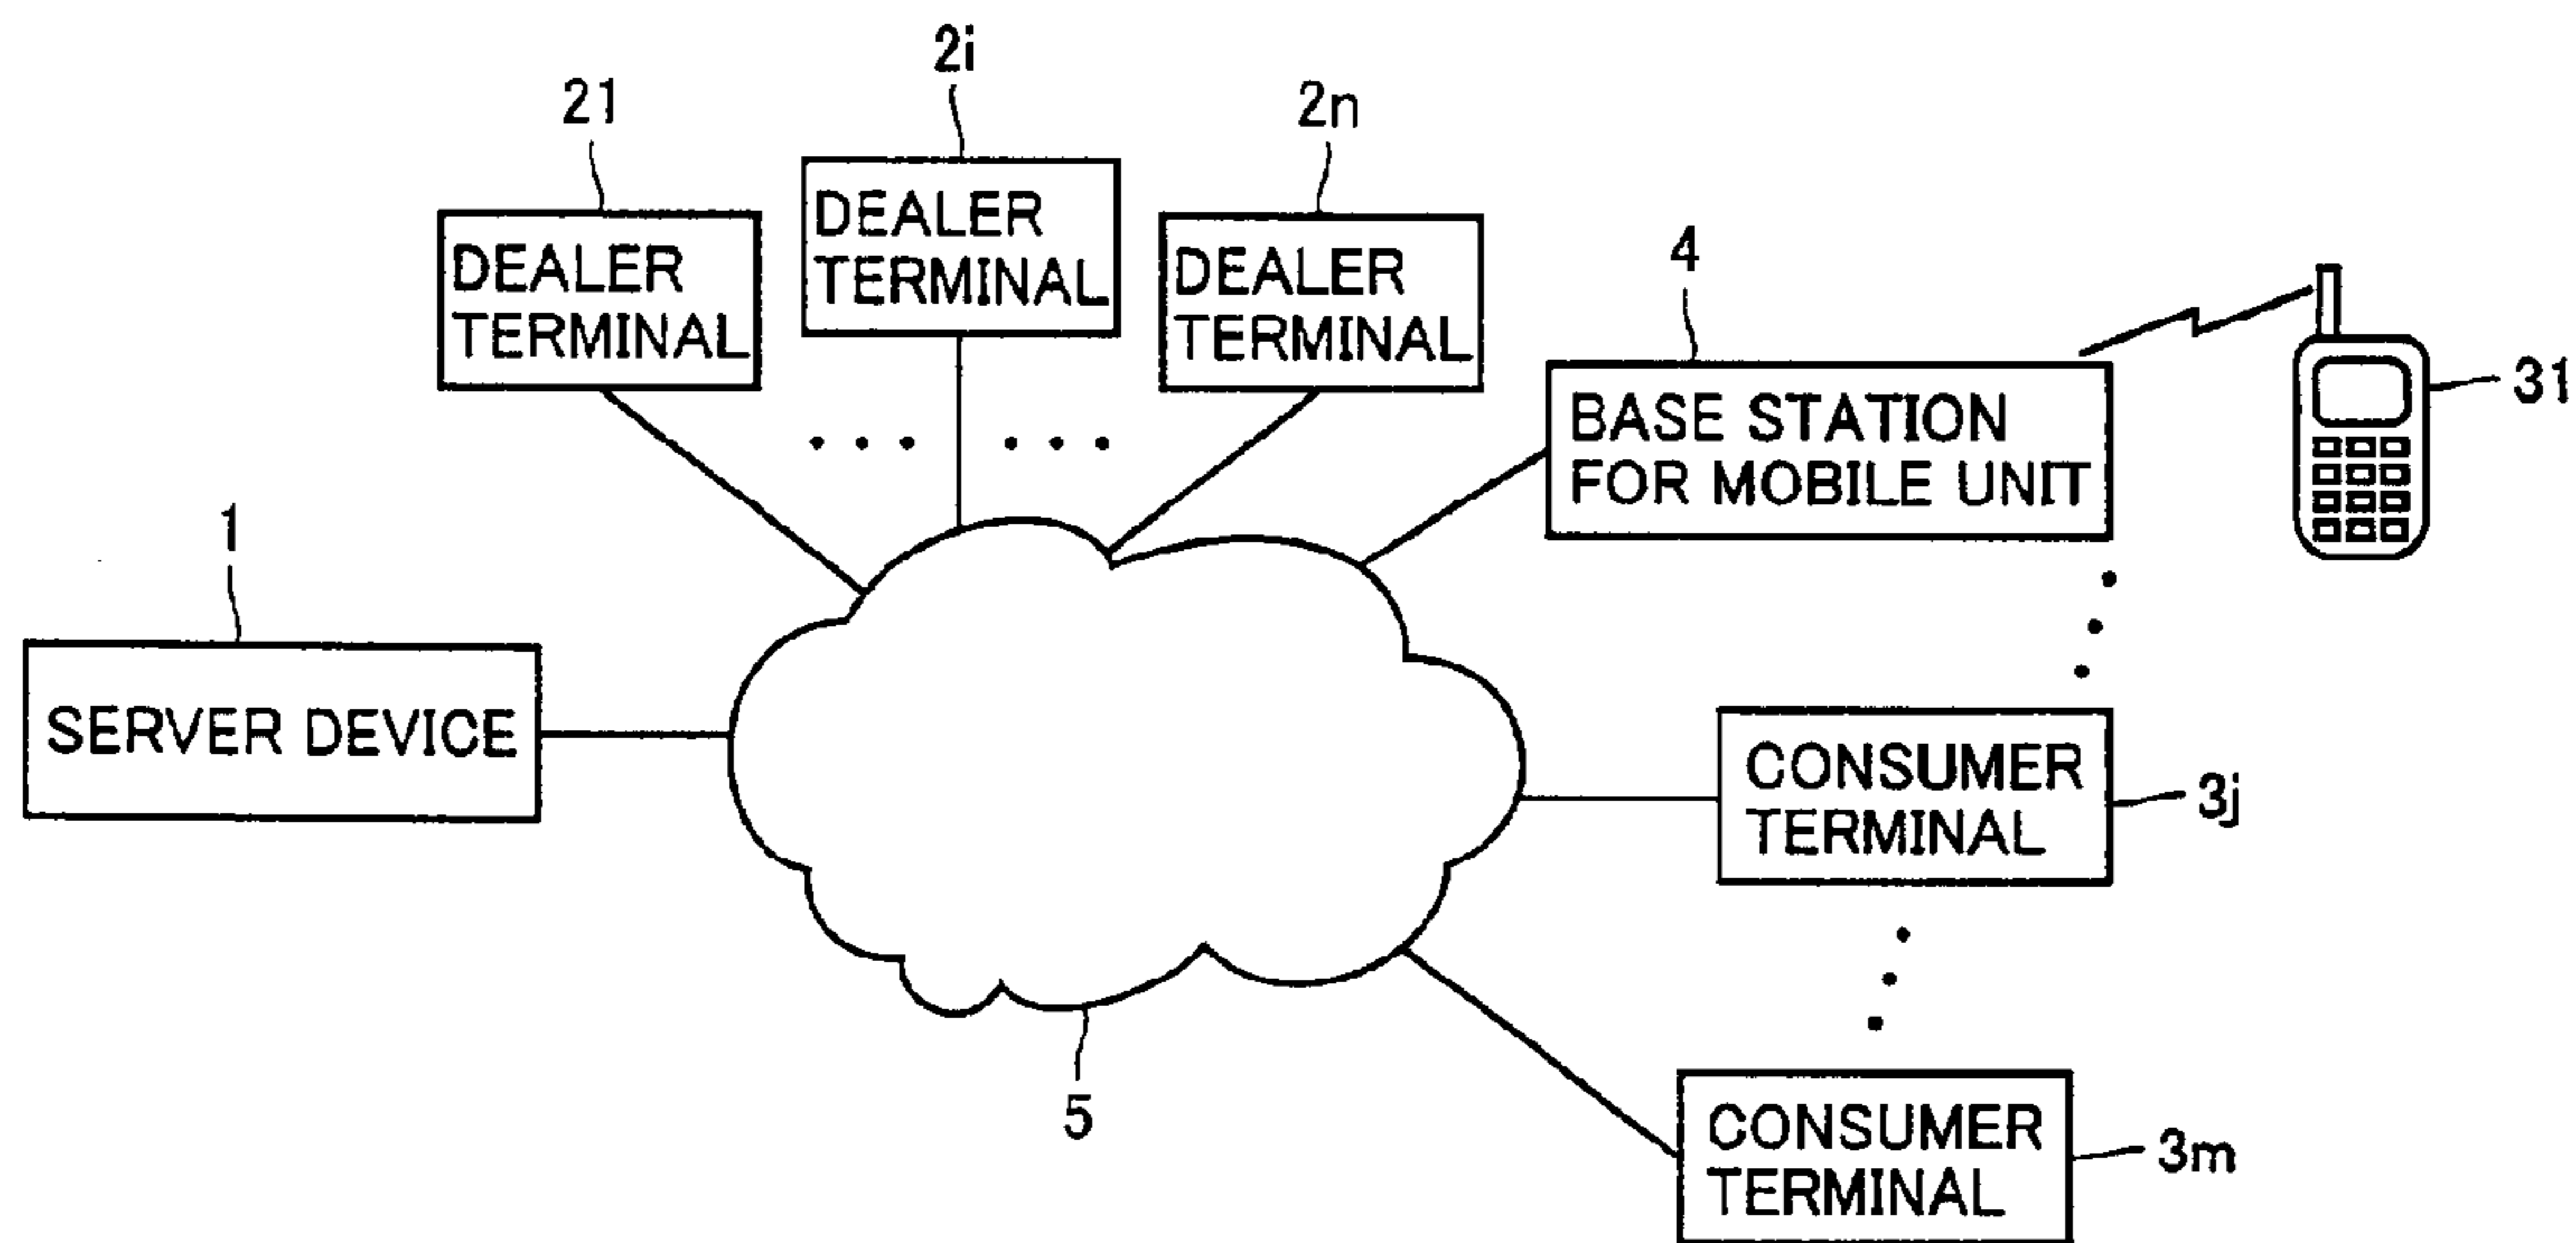 2i
21
2n
DEALER
TERMINAL
DEALER
TERMINAL
DEALER
TERMINAL
4
31
BASE STATION
FOR MOBILE UNIT
1
SERVER DEVICE
CONSUMER
TERMINAL
3j
5
CONSUMER
TERMINAL
3m